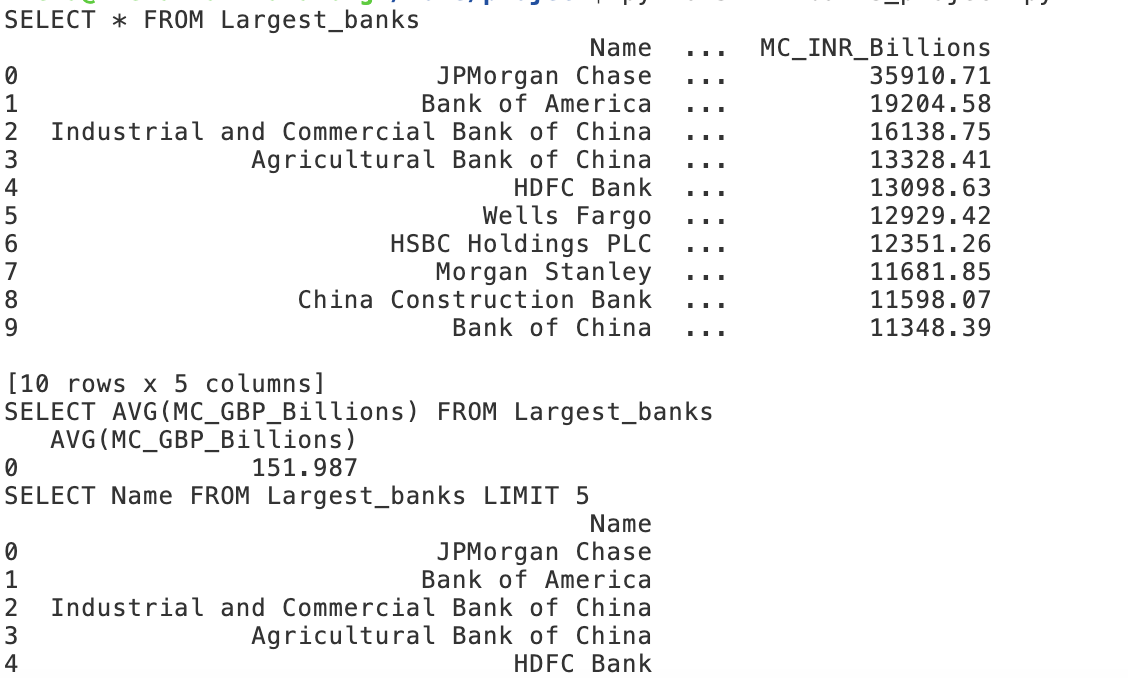 SELECT * FROM Largest_banks
Name ... MC_INR_Billions
0 JPMorgan Chase ... 35910.71
1 Bank of America ... 19204.58
2 Industrial and Commercial Bank of China ... 16138.75
3 Agricultural Bank of China ... 13328.41
4 HDFC Bank ... 13098.63
5 Wells Fargo ... 12929.42
6 HSBC Holdings PLC ... 12351.26
7 Morgan Stanley ... 11681.85
8 China Construction Bank ... 11598.07
9 Bank of China ... 11348.39
[10 rows x 5 columns]
SELECT AVG(MC_GBP_Billions) FROM Largest_banks
AVG(MC_GBP_Billions)
0 151.987
SELECT Name FROM Largest_banks LIMIT 5
Name
0 JPMorgan Chase
1 Bank of America
2 Industrial and Commercial Bank of China
3 Agricultural Bank of China
4 HDFC Bank